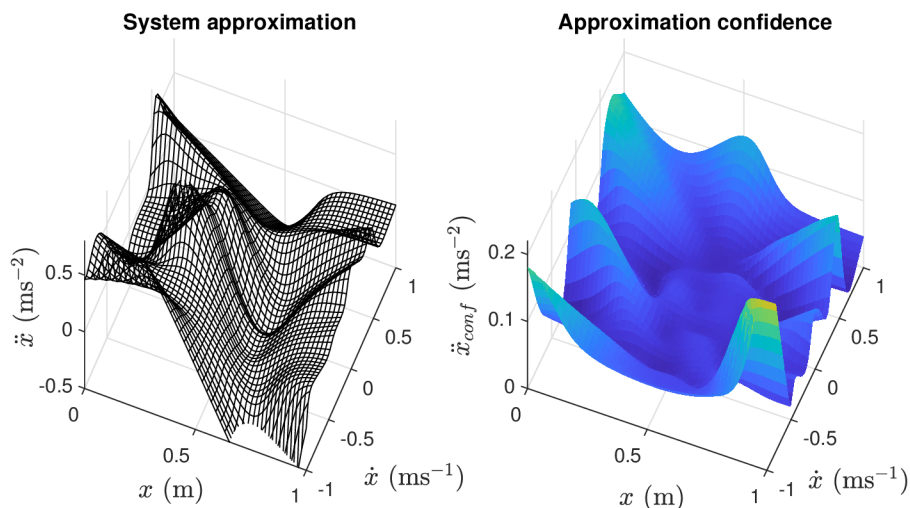 System approximation
Approximation confidence
ẍ (ms⁻²)
0.5
0
-0.5
0
0.5
1
x (m)
-1
-0.5
0
0.5
1
ẋ (ms⁻¹)
ẍ_conf (ms⁻²)
0.2
0.1
0
0
0.5
1
x (m)
-1
-0.5
0
0.5
1
ẋ (ms⁻¹)